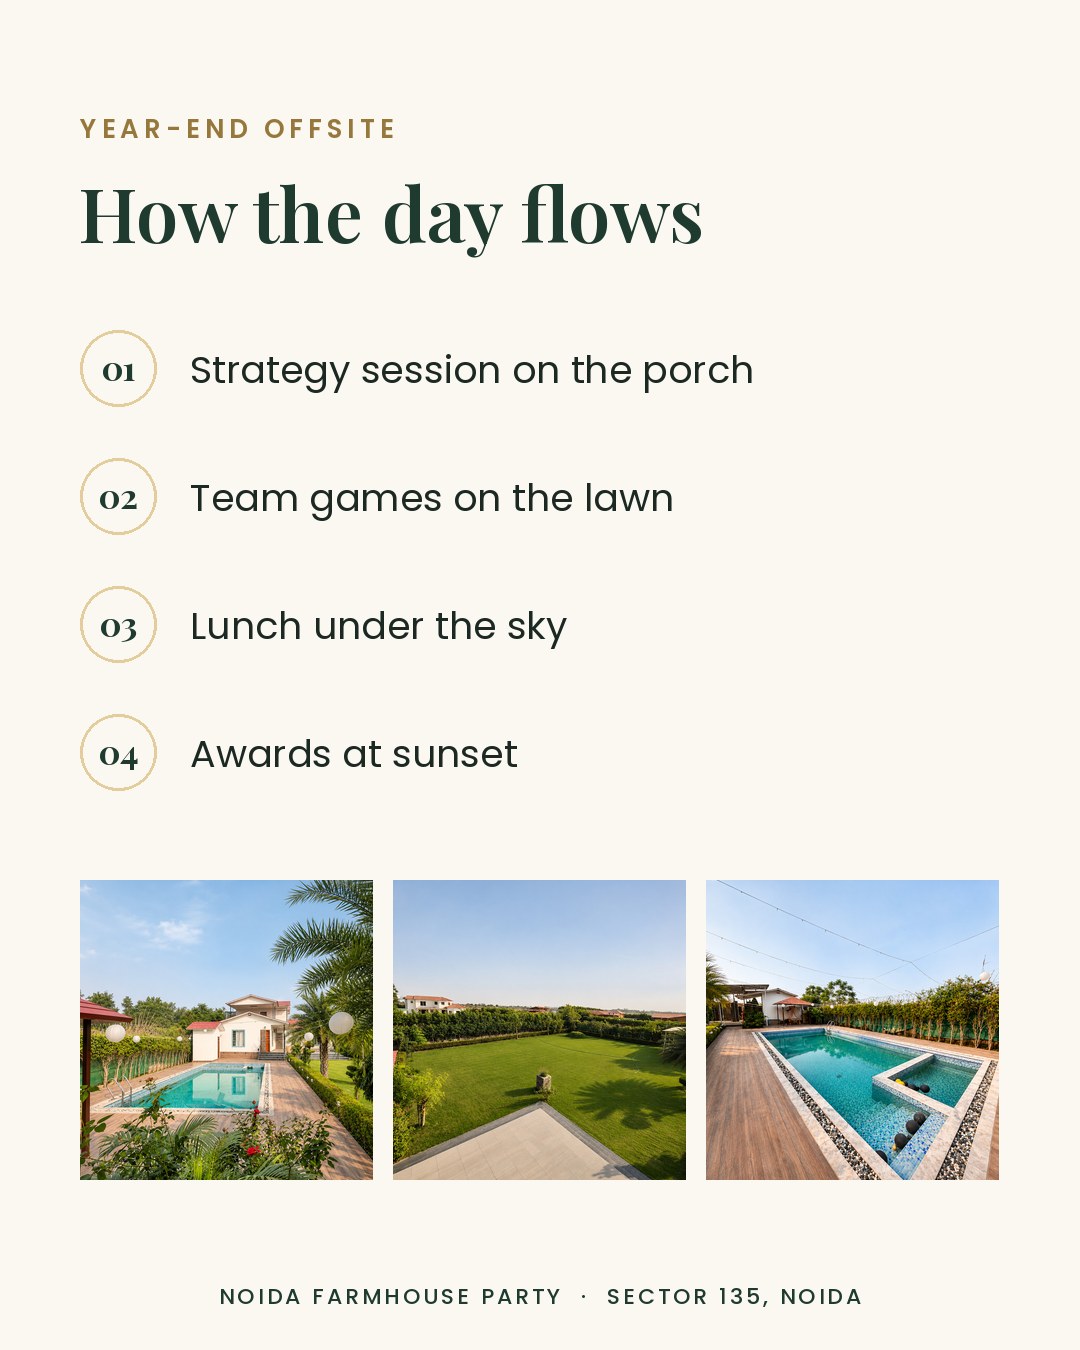 YEAR-END OFFSITE
How the day flows
01 Strategy session on the porch
02 Team games on the lawn
03 Lunch under the sky
04 Awards at sunset
NOIDA FARMHOUSE PARTY · SECTOR 135, NOIDA